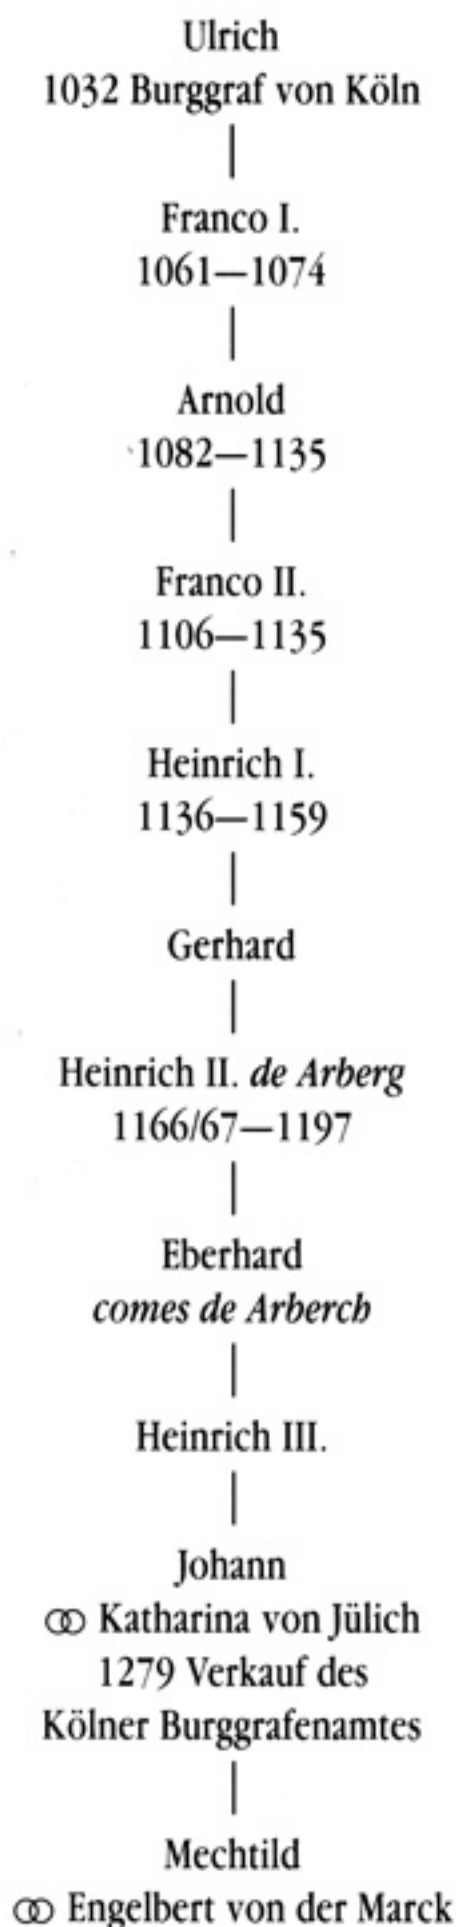 Ulrich
1032 Burggraf von Köln
Franco I.
1061—1074
Arnold
1082—1135
Franco II.
1106—1135
Heinrich I.
1136—1159
Gerhard
Heinrich II. de Arberg
1166/67—1197
Eberhard
comes de Arberch
Heinrich III.
Johann
⚭ Katharina von Jülich
1279 Verkauf des
Kölner Burggrafenamtes
Mechtild
⚭ Engelbert von der Marck